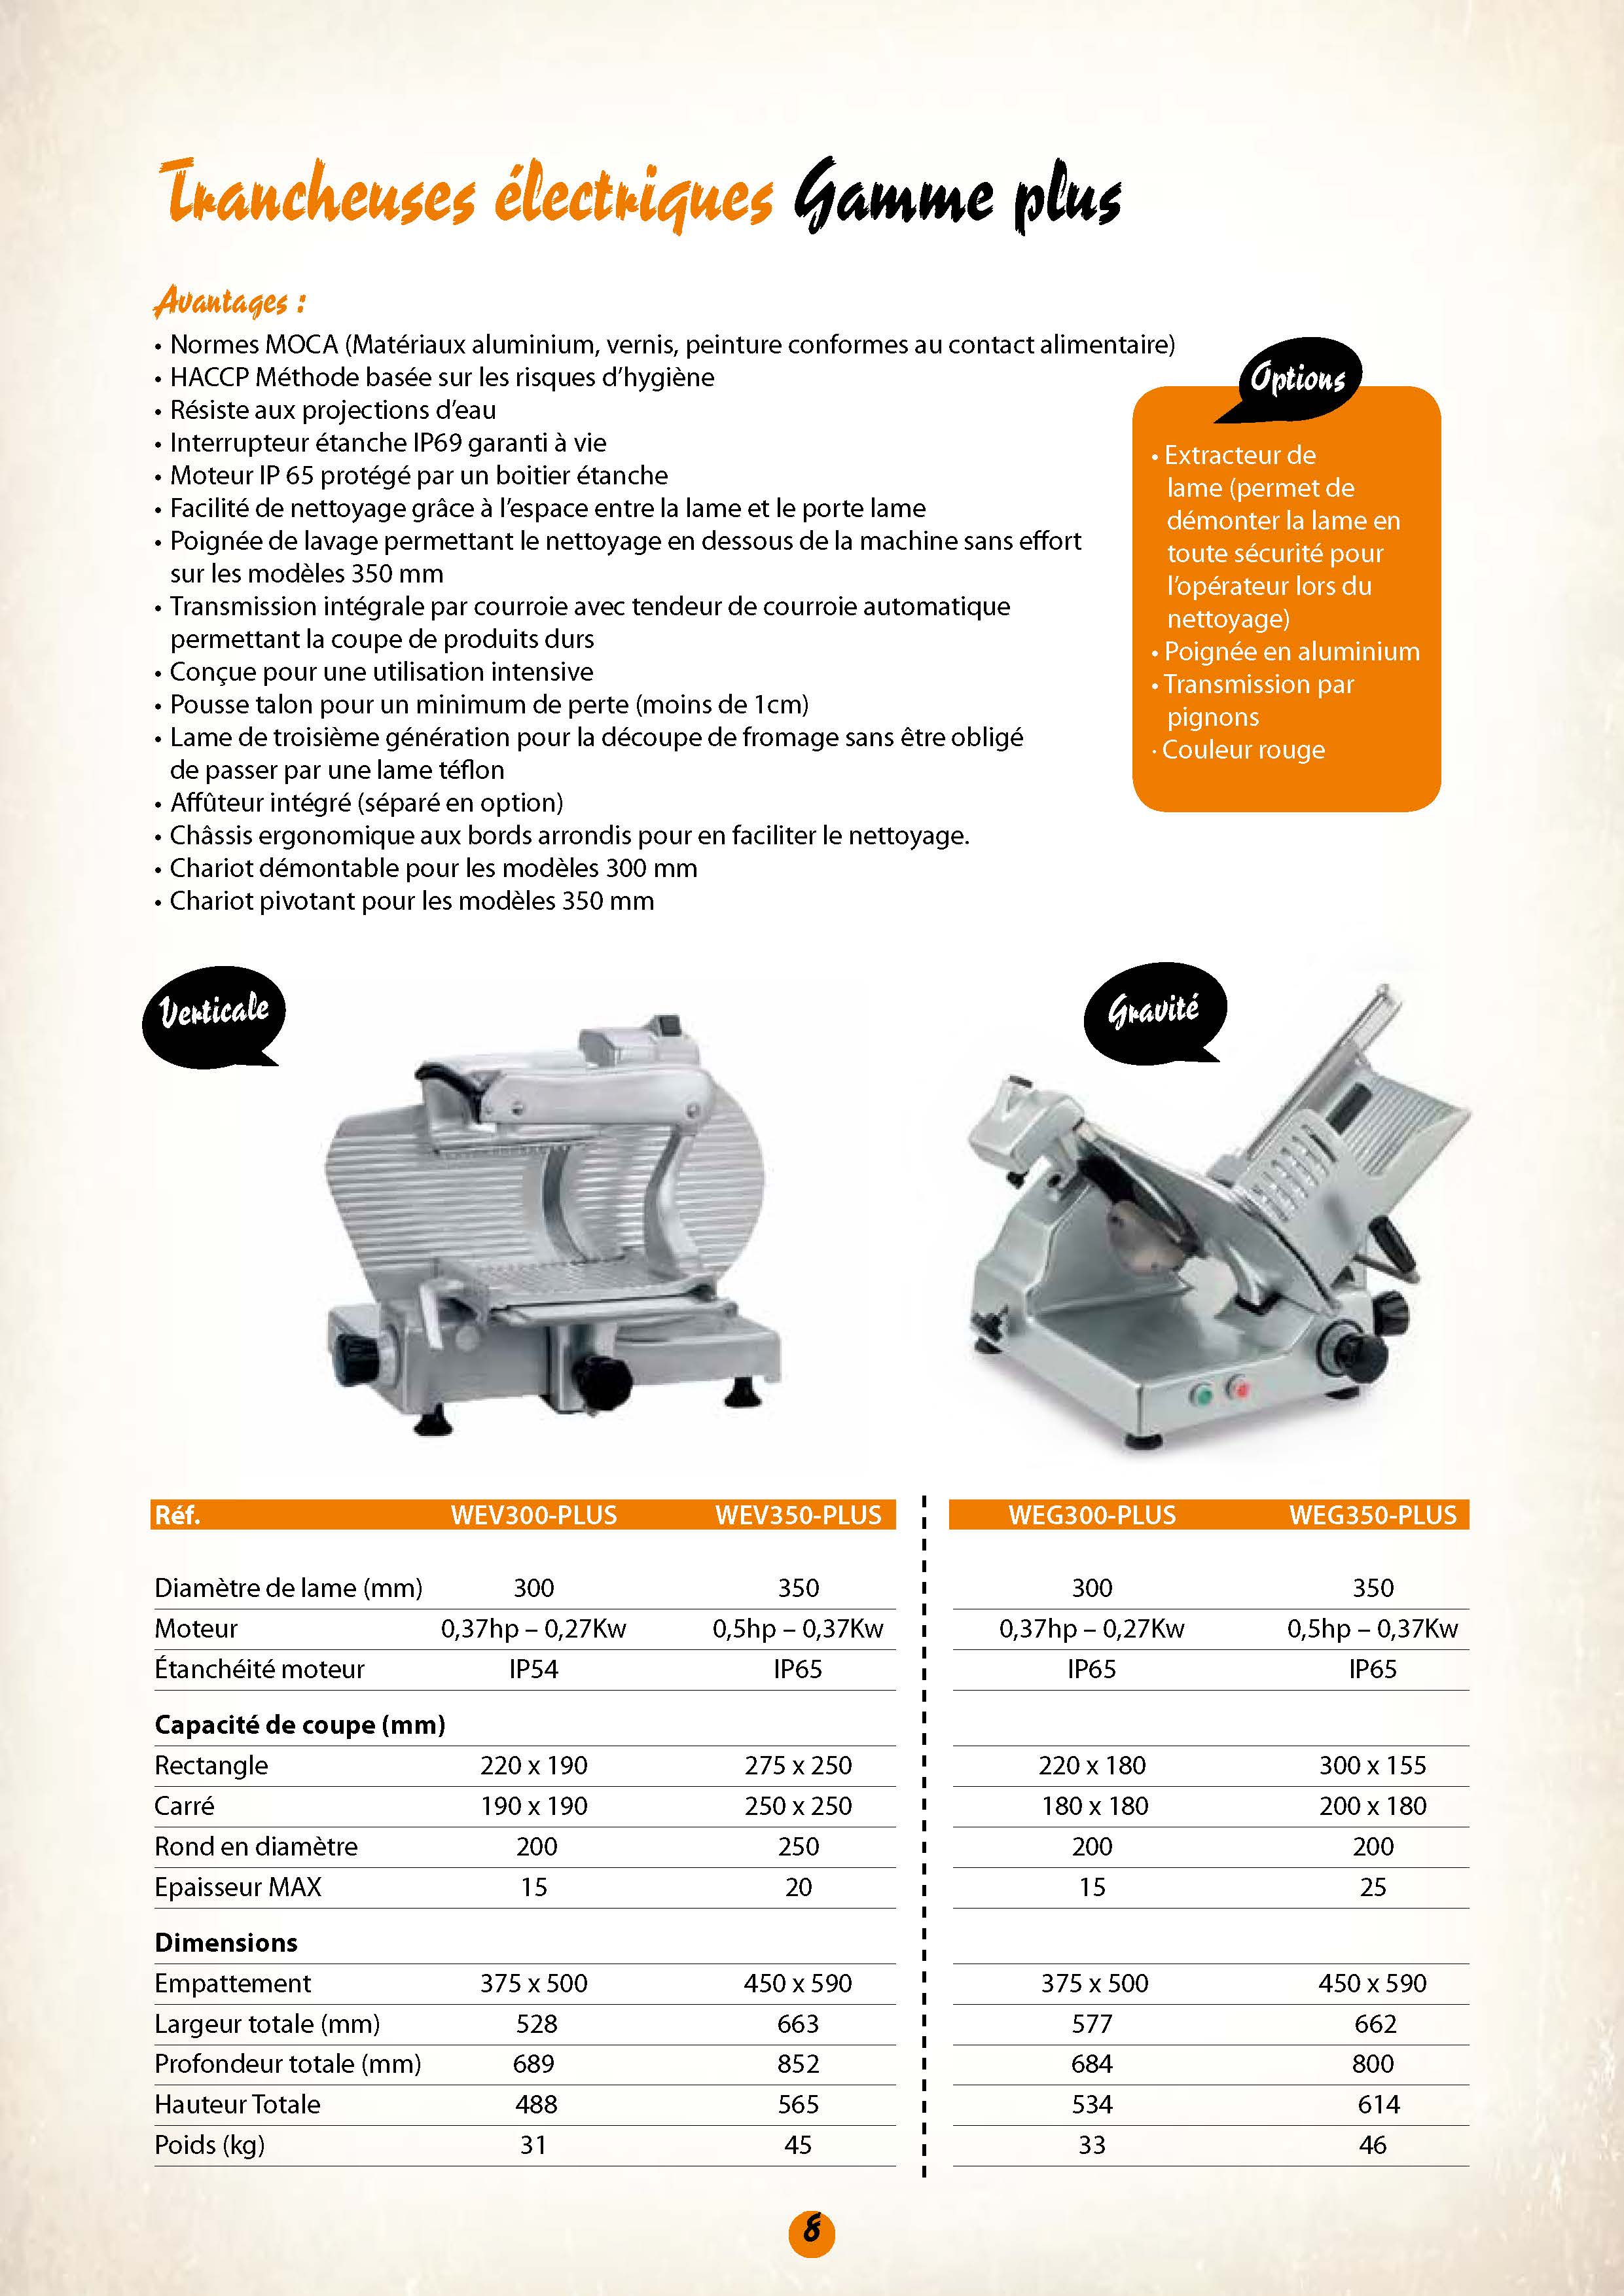 Trancheuses électriques Gamme plus
Avantages :
• Normes MOCA (Matériaux aluminium, vernis, peinture conformes au contact alimentaire)
• HACCP Méthode basée sur les risques d’hygiène
• Résiste aux projections d’eau
• Interrupteur étanche IP69 garanti à vie
• Moteur IP 65 protégé par un boitier étanche
• Facilité de nettoyage grâce à l’espace entre la lame et le porte lame
• Poignée de lavage permettant le nettoyage en dessous de la machine sans effort
sur les modèles 350 mm
• Transmission intégrale par courroie avec tendeur de courroie automatique
permettant la coupe de produits durs
• Conçue pour une utilisation intensive
• Pousse talon pour un minimum de perte (moins de 1cm)
• Lame de troisième génération pour la découpe de fromage sans être obligé
de passer par une lame téflon
• Affûteur intégré (séparé en option)
• Châssis ergonomique aux bords arrondis pour en faciliter le nettoyage.
• Chariot démontable pour les modèles 300 mm
• Chariot pivotant pour les modèles 350 mm
Options
• Extracteur de
lame (permet de
démonter la lame en
toute sécurité pour
l’opérateur lors du
nettoyage)
• Poignée en aluminium
• Transmission par
pignons
· Couleur rouge
Verticale
Gravité
Réf. WEV300-PLUS WEV350-PLUS WEG300-PLUS WEG350-PLUS
Diamètre de lame (mm) 300 350 300 350
Moteur 0,37hp – 0,27Kw 0,5hp – 0,37Kw 0,37hp – 0,27Kw 0,5hp – 0,37Kw
Étanchéité moteur IP54 IP65 IP65 IP65
Capacité de coupe (mm)
Rectangle 220 x 190 275 x 250 220 x 180 300 x 155
Carré 190 x 190 250 x 250 180 x 180 200 x 180
Rond en diamètre 200 250 200 200
Epaisseur MAX 15 20 15 25
Dimensions
Empattement 375 x 500 450 x 590 375 x 500 450 x 590
Largeur totale (mm) 528 663 577 662
Profondeur totale (mm) 689 852 684 800
Hauteur Totale 488 565 534 614
Poids (kg) 31 45 33 46
8